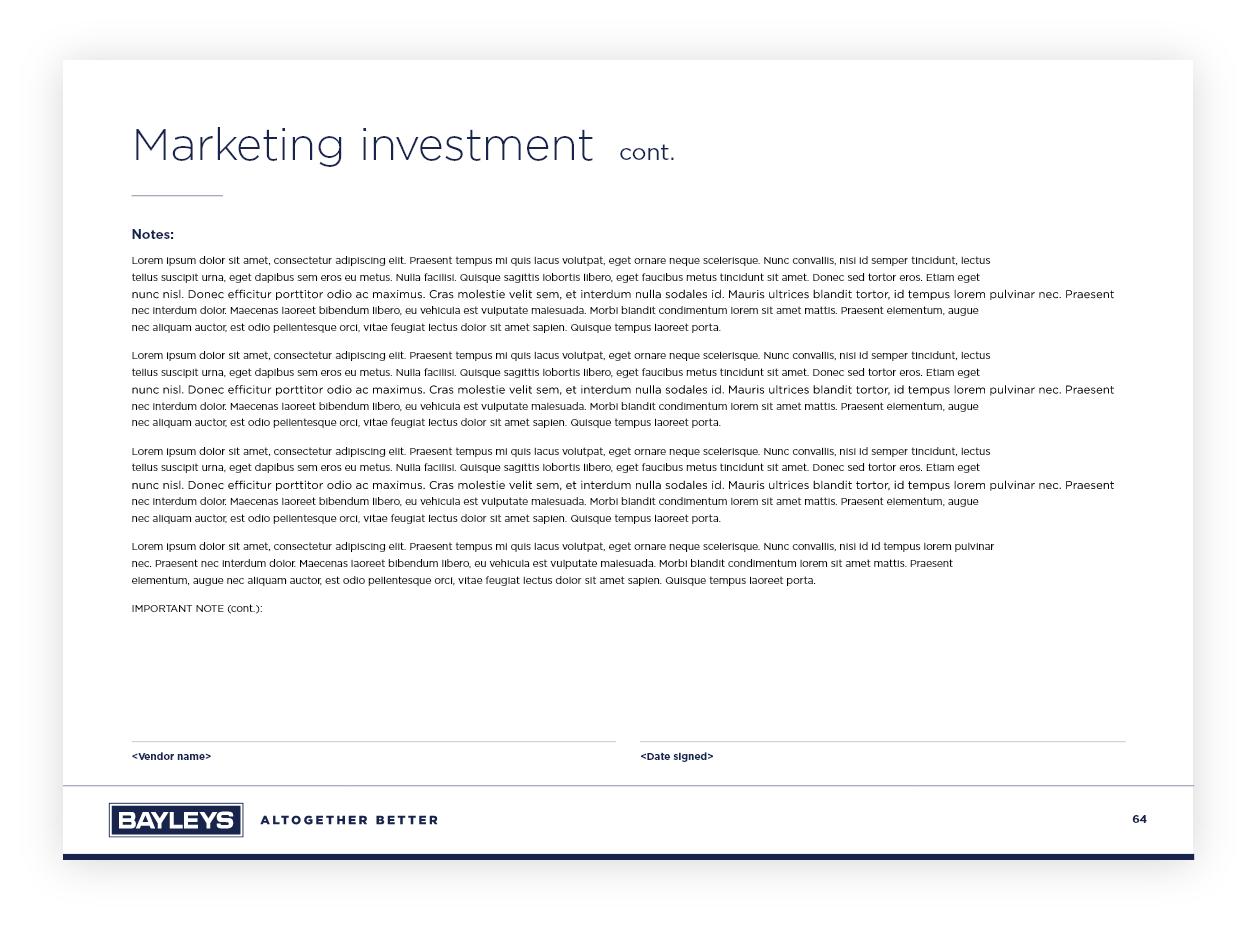 Marketing investment cont.
Notes:
Lorem ipsum dolor sit amet, consectetur adipiscing elit. Praesent tempus mi quis lacus volutpat, eget ornare neque scelerisque. Nunc convallis, nisi id semper tincidunt, lectus
tellus suscipit urna, eget dapibus sem eros eu metus. Nulla facilisi. Quisque sagittis lobortis libero, eget faucibus metus tincidunt sit amet. Donec sed tortor eros. Etiam eget
nunc nisl. Donec efficitur porttitor odio ac maximus. Cras molestie velit sem, et interdum nulla sodales id. Mauris ultrices blandit tortor, id tempus lorem pulvinar nec. Praesent
nec interdum dolor. Maecenas laoreet bibendum libero, eu vehicula est vulputate malesuada. Morbi blandit condimentum lorem sit amet mattis. Praesent elementum, augue
nec aliquam auctor, est odio pellentesque orci, vitae feugiat lectus dolor sit amet sapien. Quisque tempus laoreet porta.
Lorem ipsum dolor sit amet, consectetur adipiscing elit. Praesent tempus mi quis lacus volutpat, eget ornare neque scelerisque. Nunc convallis, nisi id semper tincidunt, lectus
tellus suscipit urna, eget dapibus sem eros eu metus. Nulla facilisi. Quisque sagittis lobortis libero, eget faucibus metus tincidunt sit amet. Donec sed tortor eros. Etiam eget
nunc nisl. Donec efficitur porttitor odio ac maximus. Cras molestie velit sem, et interdum nulla sodales id. Mauris ultrices blandit tortor, id tempus lorem pulvinar nec. Praesent
nec interdum dolor. Maecenas laoreet bibendum libero, eu vehicula est vulputate malesuada. Morbi blandit condimentum lorem sit amet mattis. Praesent elementum, augue
nec aliquam auctor, est odio pellentesque orci, vitae feugiat lectus dolor sit amet sapien. Quisque tempus laoreet porta.
Lorem ipsum dolor sit amet, consectetur adipiscing elit. Praesent tempus mi quis lacus volutpat, eget ornare neque scelerisque. Nunc convallis, nisi id semper tincidunt, lectus
tellus suscipit urna, eget dapibus sem eros eu metus. Nulla facilisi. Quisque sagittis lobortis libero, eget faucibus metus tincidunt sit amet. Donec sed tortor eros. Etiam eget
nunc nisl. Donec efficitur porttitor odio ac maximus. Cras molestie velit sem, et interdum nulla sodales id. Mauris ultrices blandit tortor, id tempus lorem pulvinar nec. Praesent
nec interdum dolor. Maecenas laoreet bibendum libero, eu vehicula est vulputate malesuada. Morbi blandit condimentum lorem sit amet mattis. Praesent elementum, augue
nec aliquam auctor, est odio pellentesque orci, vitae feugiat lectus dolor sit amet sapien. Quisque tempus laoreet porta.
Lorem ipsum dolor sit amet, consectetur adipiscing elit. Praesent tempus mi quis lacus volutpat, eget ornare neque scelerisque. Nunc convallis, nisi id id tempus lorem pulvinar
nec. Praesent nec interdum dolor. Maecenas laoreet bibendum libero, eu vehicula est vulputate malesuada. Morbi blandit condimentum lorem sit amet mattis. Praesent
elementum, augue nec aliquam auctor, est odio pellentesque orci, vitae feugiat lectus dolor sit amet sapien. Quisque tempus laoreet porta.
IMPORTANT NOTE (cont.):
<Vendor name> <Date signed>
BAYLEYS ALTOGETHER BETTER 64